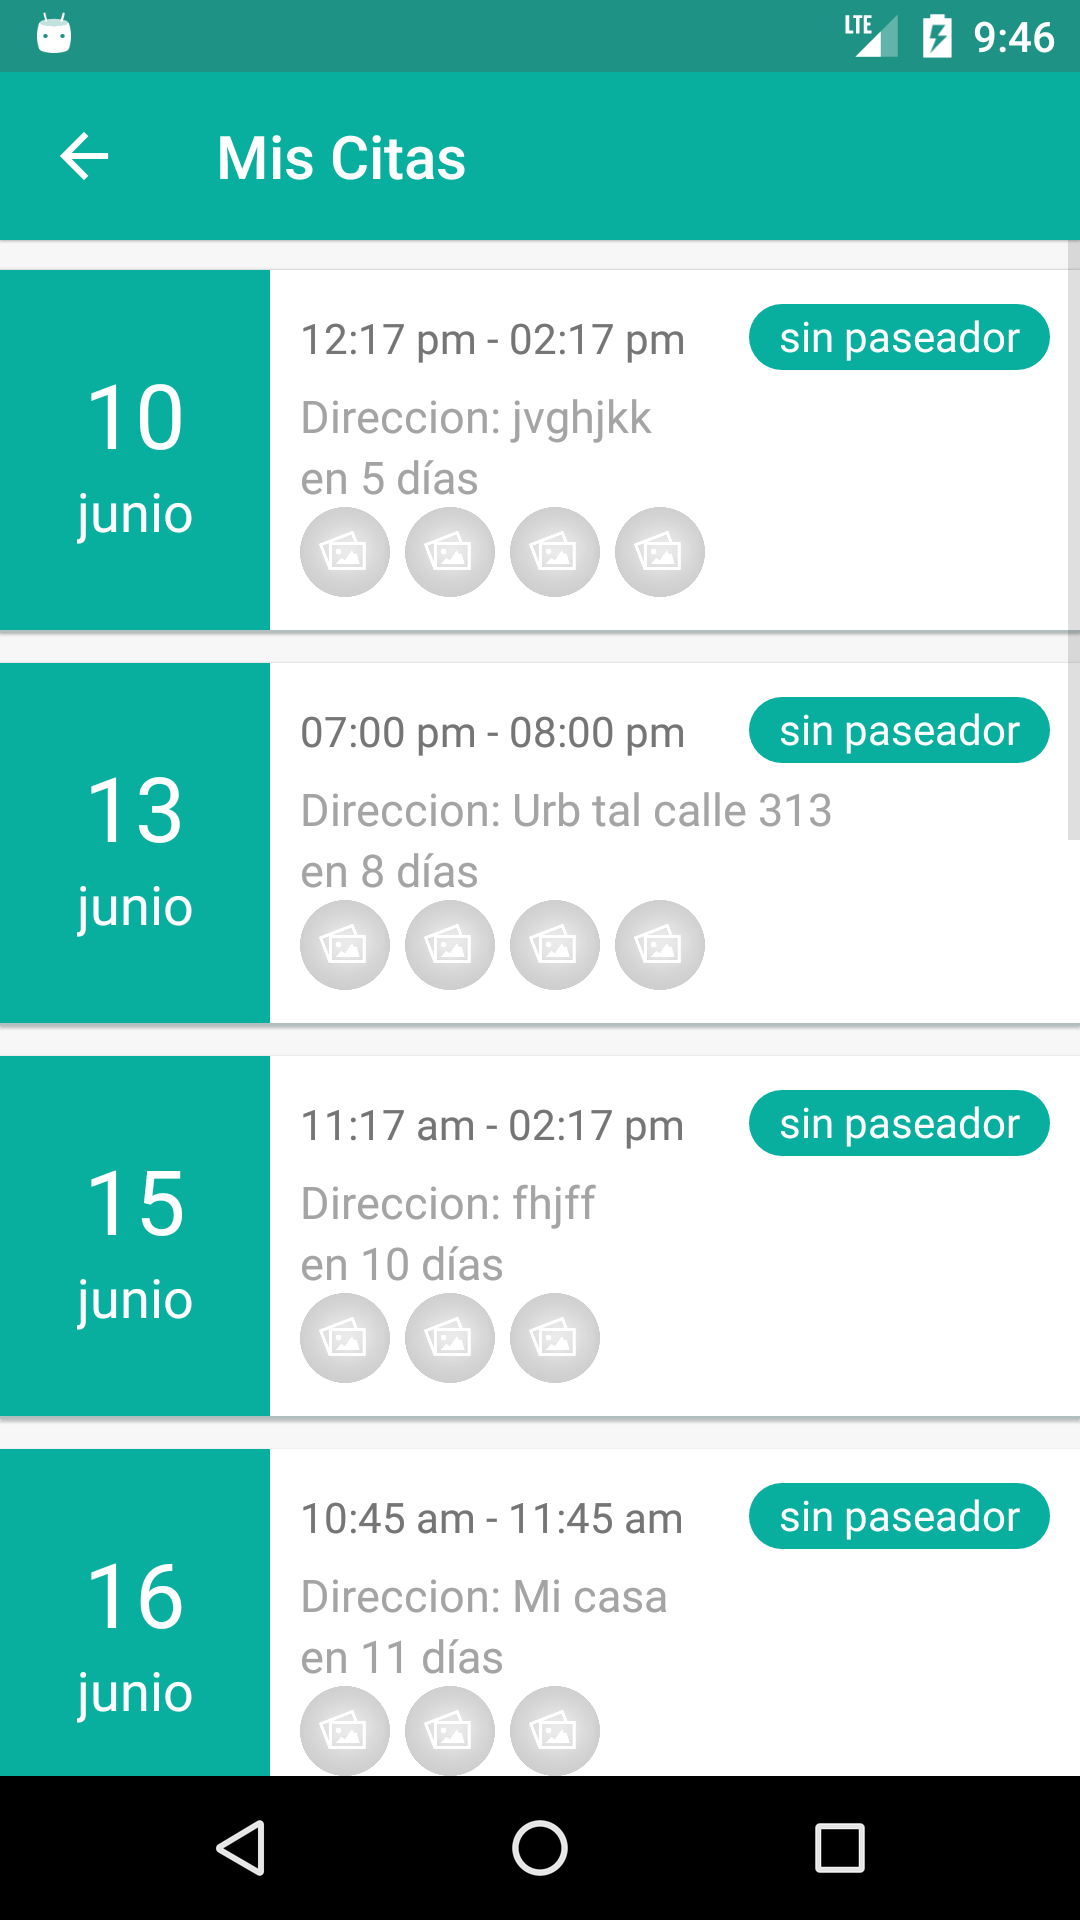 LTE 9:46
Mis Citas
10
junio
12:17 pm - 02:17 pm
sin paseador
Direccion: jvghjkk
en 5 días
13
junio
07:00 pm - 08:00 pm
sin paseador
Direccion: Urb tal calle 313
en 8 días
15
junio
11:17 am - 02:17 pm
sin paseador
Direccion: fhjff
en 10 días
16
junio
10:45 am - 11:45 am
sin paseador
Direccion: Mi casa
en 11 días